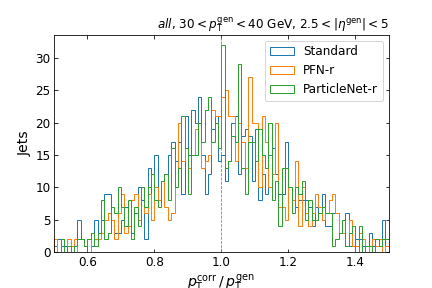 all, 30 < p_T^gen < 40 GeV, 2.5 < |η^gen| < 5
Standard
PFN-r
ParticleNet-r
30
25
20
15
10
5
0
Jets
0.6 0.8 1.0 1.2 1.4
p_T^corr / p_T^gen